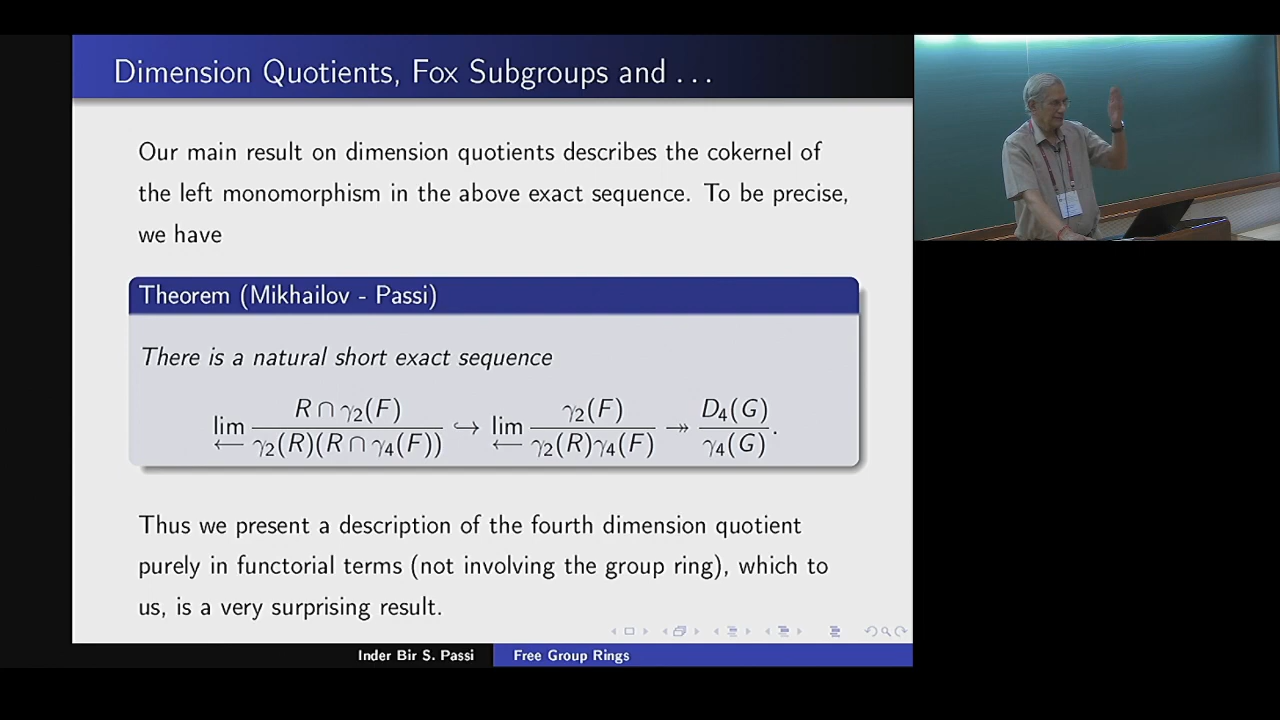 Dimension Quotients, Fox Subgroups and . . .
Our main result on dimension quotients describes the cokernel of
the left monomorphism in the above exact sequence. To be precise,
we have
Theorem (Mikhailov - Passi)
There is a natural short exact sequence
lim← R ∩ γ₂(F) / γ₂(R)(R ∩ γ₄(F)) ↪ lim← γ₂(F) / γ₂(R)γ₄(F) ↠ D₄(G) / γ₄(G).
Thus we present a description of the fourth dimension quotient
purely in functorial terms (not involving the group ring), which to
us, is a very surprising result.
Inder Bir S. Passi
Free Group Rings